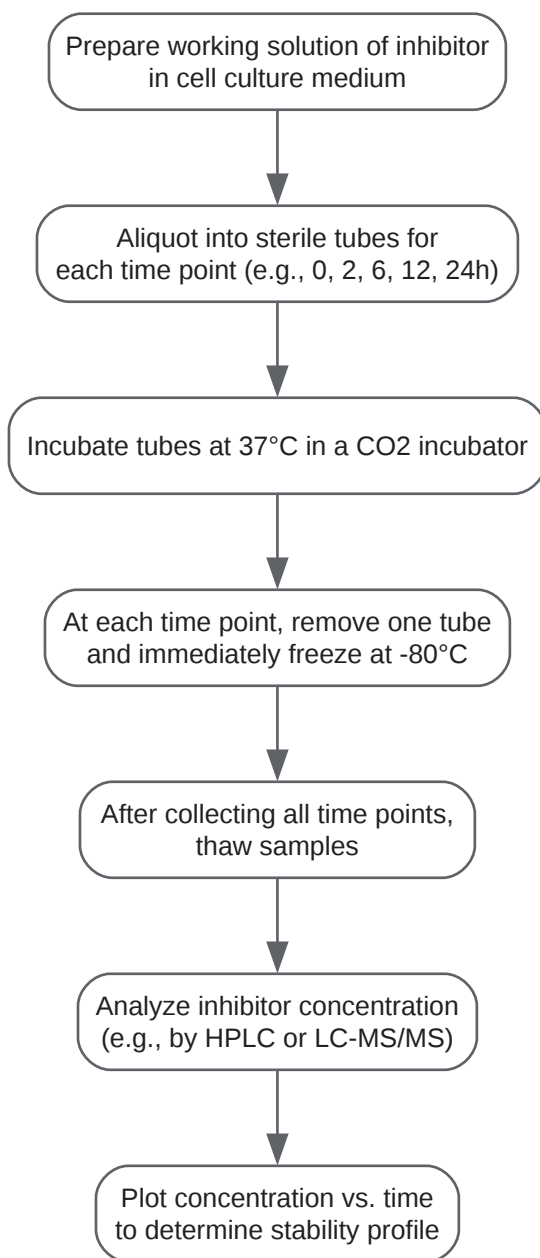 Prepare working solution of inhibitor
in cell culture medium
Aliquot into sterile tubes for
each time point (e.g., 0, 2, 6, 12, 24h)
Incubate tubes at 37°C in a CO2 incubator
At each time point, remove one tube
and immediately freeze at -80°C
After collecting all time points,
thaw samples
Analyze inhibitor concentration
(e.g., by HPLC or LC-MS/MS)
Plot concentration vs. time
to determine stability profile